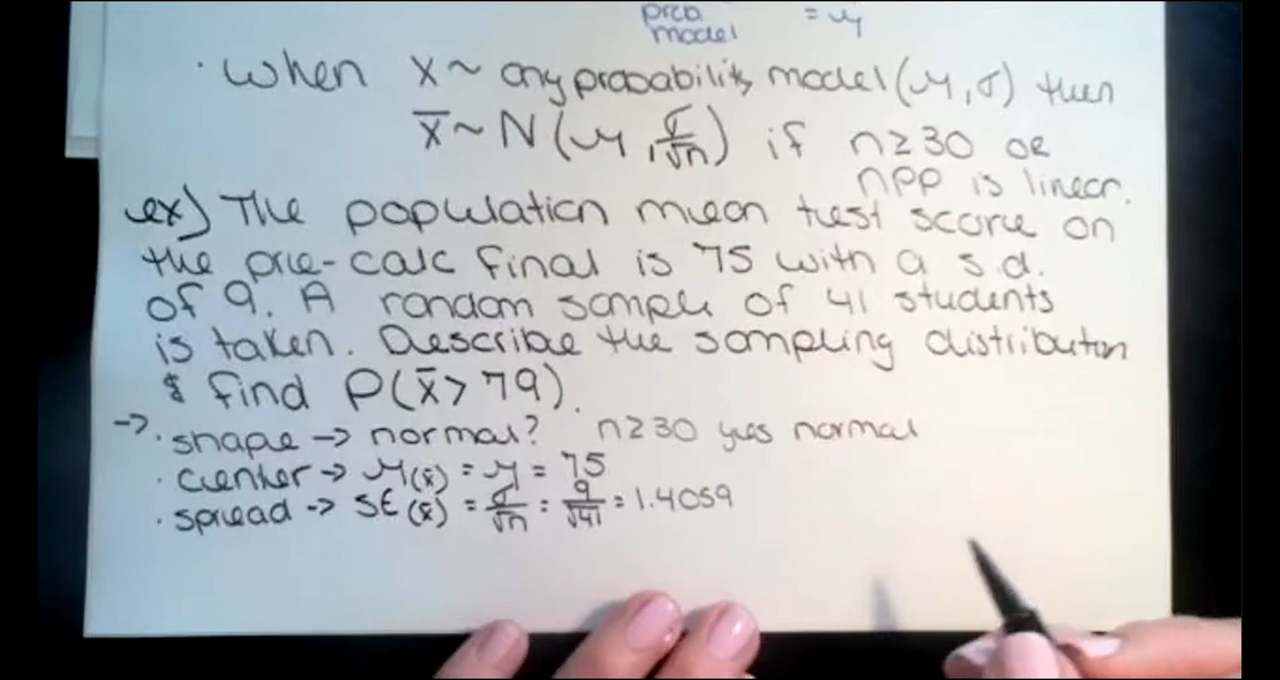 prob
model = μ
· When X ~ any probability model (μ, σ) then
X̄ ~ N(μ, σ/√n) if n ≥ 30 or
npp is linear.
ex) The population mean test score on
the pre-calc final is 75 with a s.d.
of 9. A random sample of 41 students
is taken. Describe the sampling distribution
& find P(x̄ > 79).
→ · shape → normal? n ≥ 30 yes normal
· center → μ(x̄) = μ = 75
· spread → SE(x̄) = σ/√n = 9/√41 = 1.4059